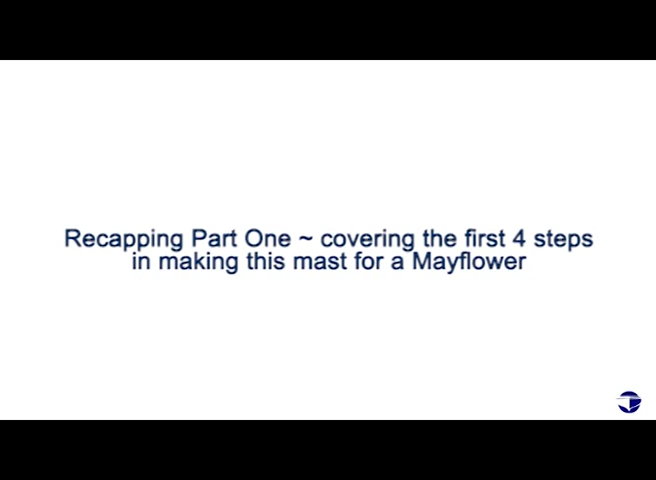 Recapping Part One ~ covering the first 4 steps
in making this mast for a Mayflower